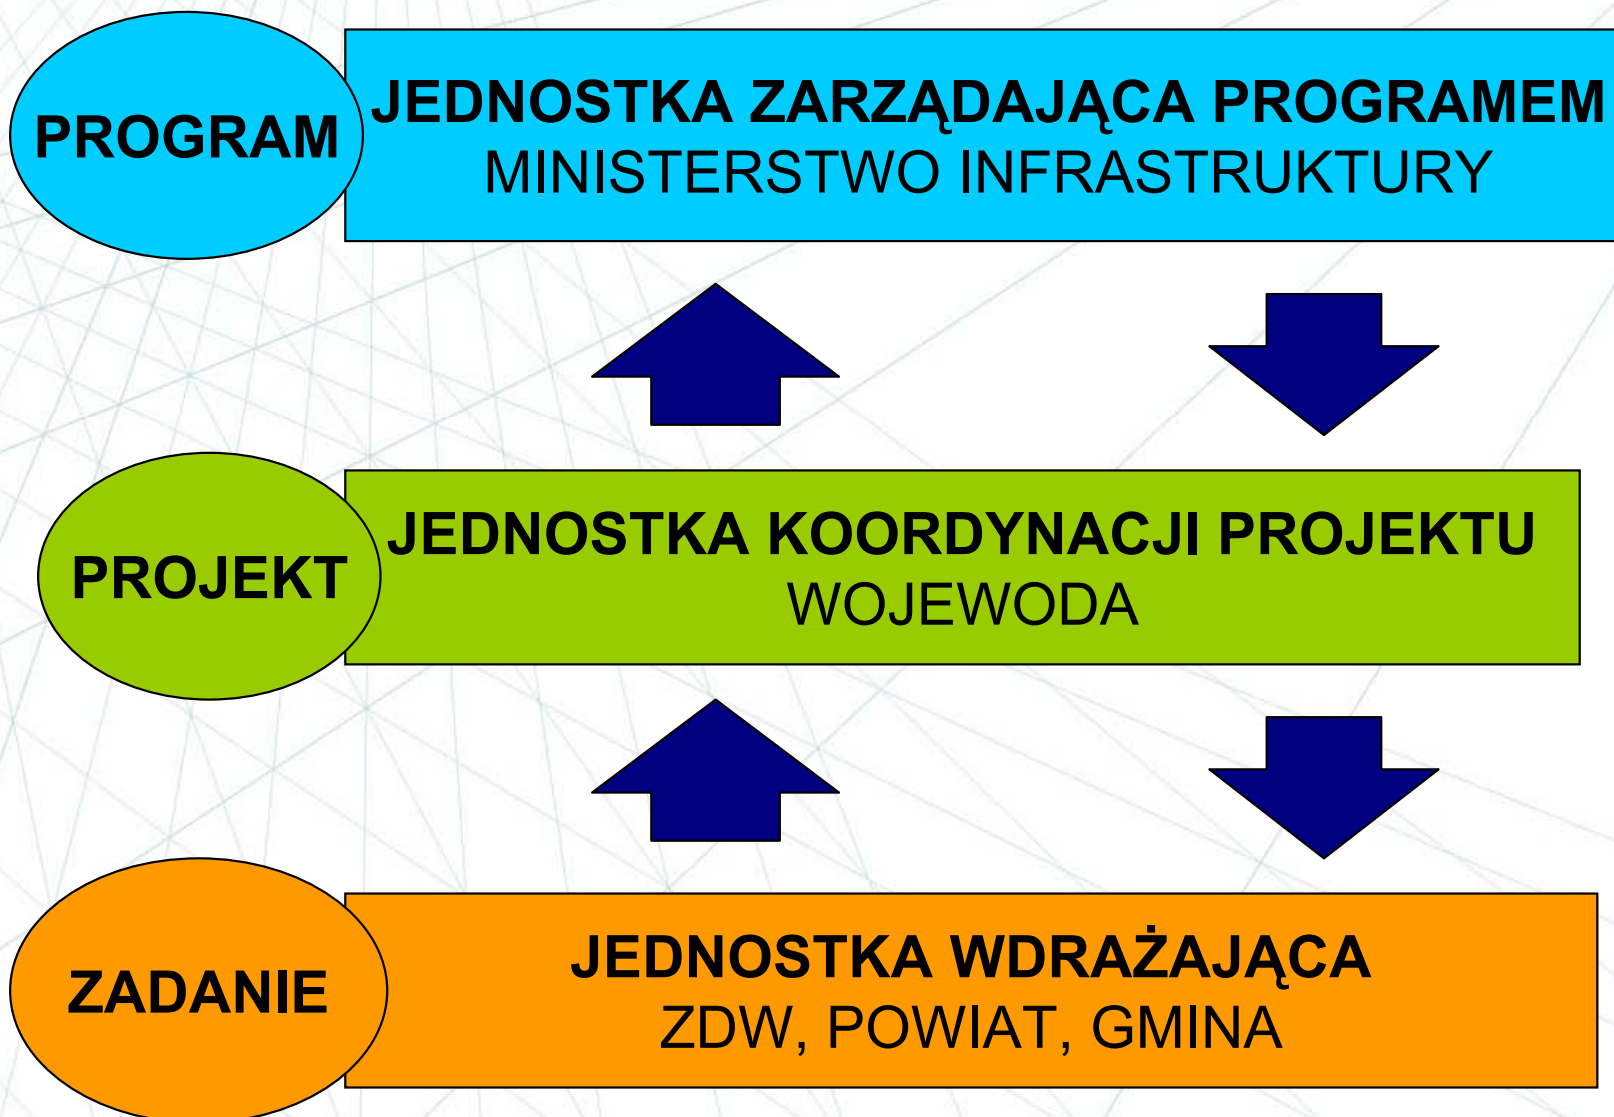 PROGRAM
JEDNOSTKA ZARZĄDAJĄCA PROGRAMEM
MINISTERSTWO INFRASTRUKTURY
PROJEKT
JEDNOSTKA KOORDYNACJI PROJEKTU
WOJEWODA
ZADANIE
JEDNOSTKA WDRAŻAJĄCA
ZDW, POWIAT, GMINA